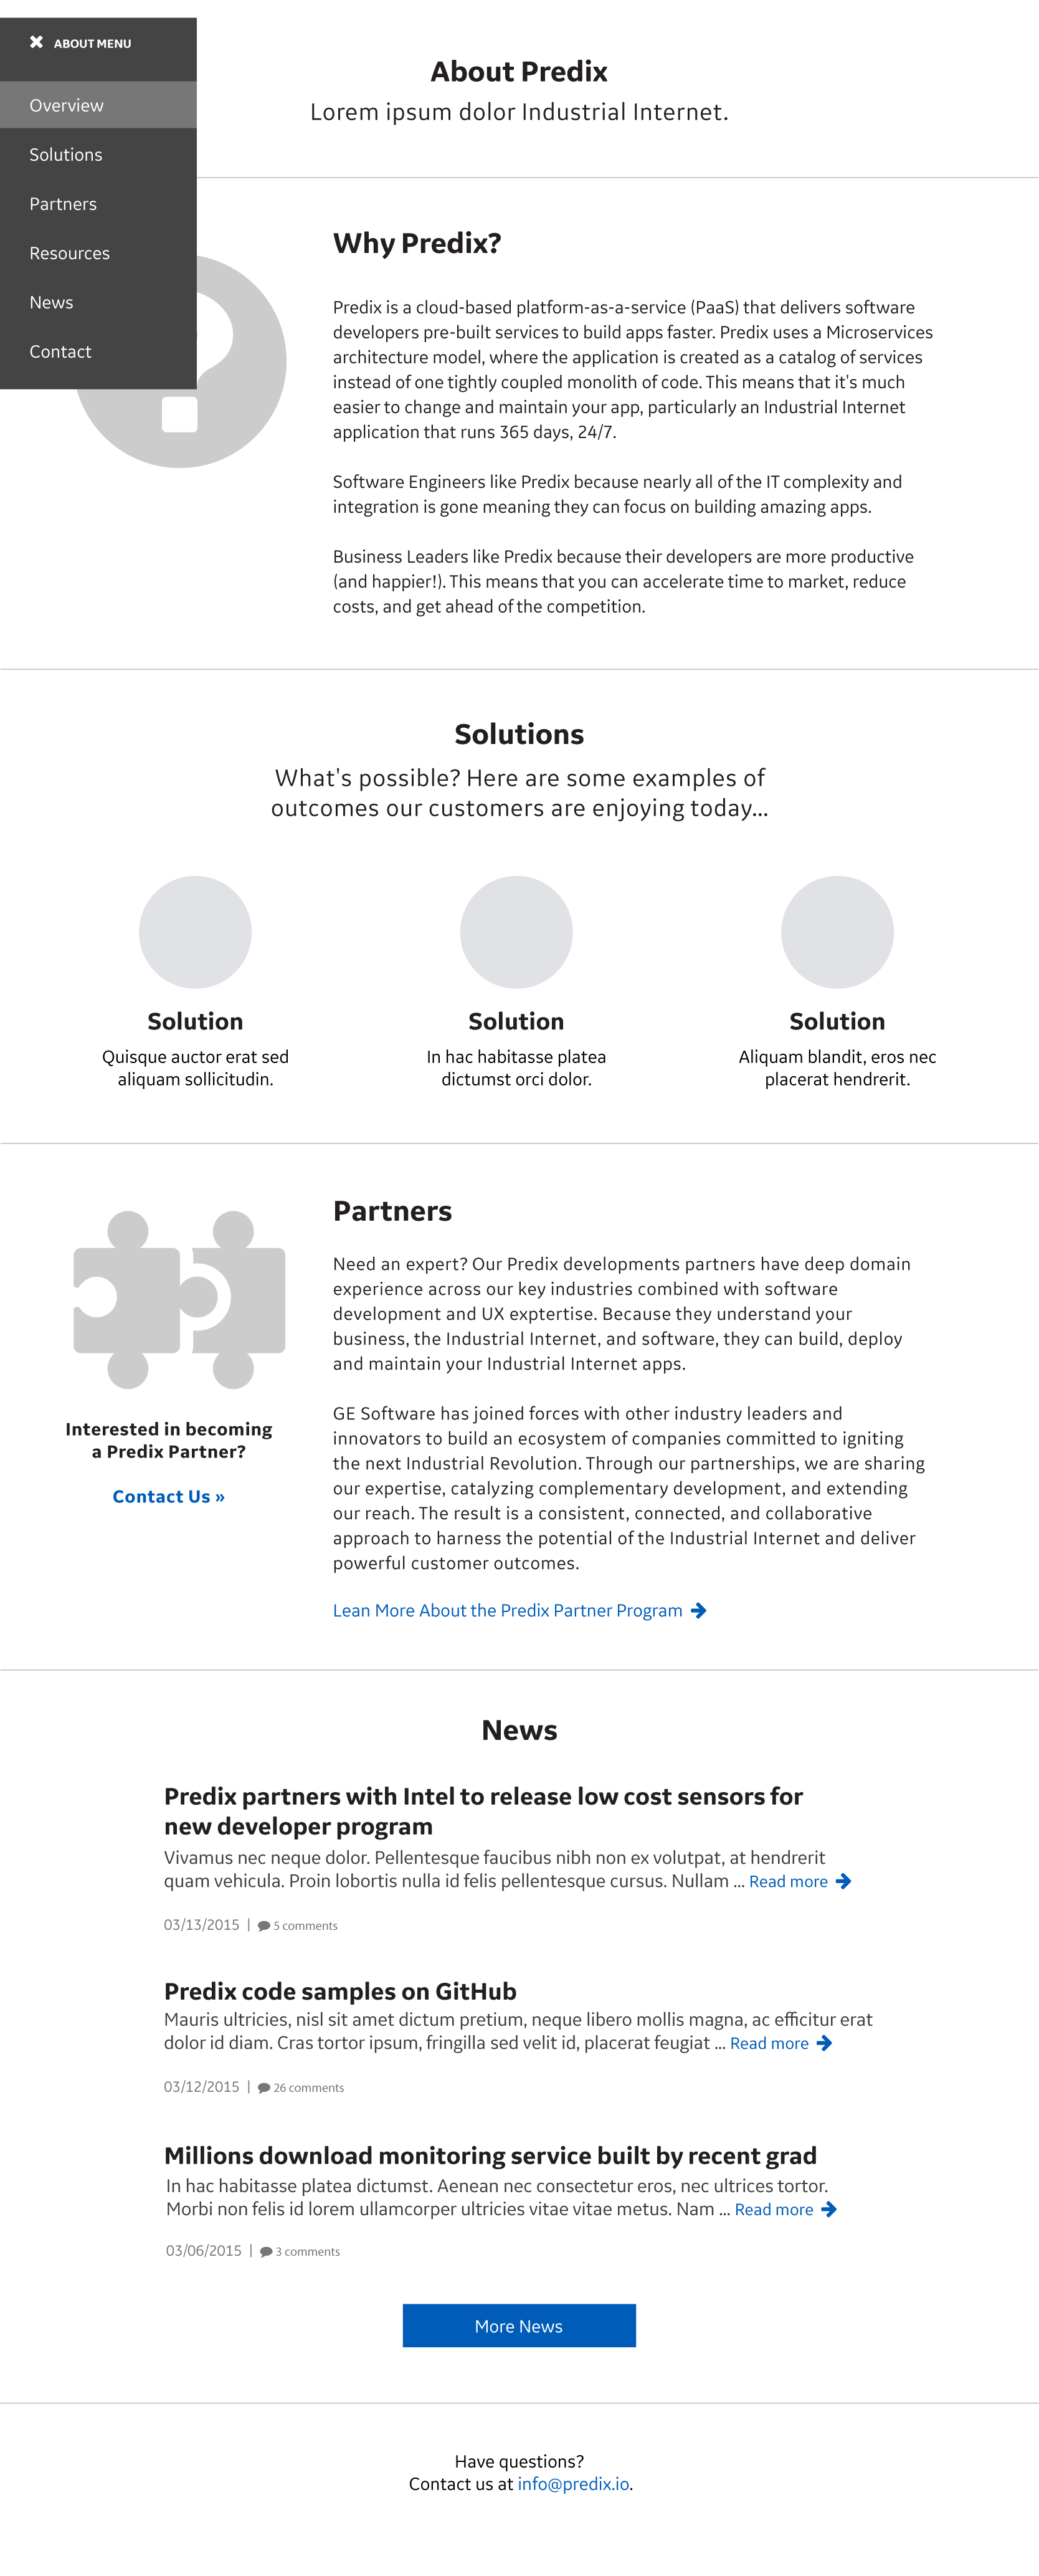 ABOUT MENU
Overview
Solutions
Partners
Resources
News
Contact
About Predix
Lorem ipsum dolor Industrial Internet.
Why Predix?
Predix is a cloud-based platform-as-a-service (PaaS) that delivers software
developers pre-built services to build apps faster. Predix uses a Microservices
architecture model, where the application is created as a catalog of services
instead of one tightly coupled monolith of code. This means that it's much
easier to change and maintain your app, particularly an Industrial Internet
application that runs 365 days, 24/7.
Software Engineers like Predix because nearly all of the IT complexity and
integration is gone meaning they can focus on building amazing apps.
Business Leaders like Predix because their developers are more productive
(and happier!). This means that you can accelerate time to market, reduce
costs, and get ahead of the competition.
Solutions
What's possible? Here are some examples of
outcomes our customers are enjoying today...
Solution
Quisque auctor erat sed
aliquam sollicitudin.
Solution
In hac habitasse platea
dictumst orci dolor.
Solution
Aliquam blandit, eros nec
placerat hendrerit.
Interested in becoming
a Predix Partner?
Contact Us »
Partners
Need an expert? Our Predix developments partners have deep domain
experience across our key industries combined with software
development and UX exptertise. Because they understand your
business, the Industrial Internet, and software, they can build, deploy
and maintain your Industrial Internet apps.
GE Software has joined forces with other industry leaders and
innovators to build an ecosystem of companies committed to igniting
the next Industrial Revolution. Through our partnerships, we are sharing
our expertise, catalyzing complementary development, and extending
our reach. The result is a consistent, connected, and collaborative
approach to harness the potential of the Industrial Internet and deliver
powerful customer outcomes.
Lean More About the Predix Partner Program
News
Predix partners with Intel to release low cost sensors for
new developer program
Vivamus nec neque dolor. Pellentesque faucibus nibh non ex volutpat, at hendrerit
quam vehicula. Proin lobortis nulla id felis pellentesque cursus. Nullam ... Read more
03/13/2015 | 5 comments
Predix code samples on GitHub
Mauris ultricies, nisl sit amet dictum pretium, neque libero mollis magna, ac efficitur erat
dolor id diam. Cras tortor ipsum, fringilla sed velit id, placerat feugiat ... Read more
03/12/2015 | 26 comments
Millions download monitoring service built by recent grad
In hac habitasse platea dictumst. Aenean nec consectetur eros, nec ultrices tortor.
Morbi non felis id lorem ullamcorper ultricies vitae vitae metus. Nam ... Read more
03/06/2015 | 3 comments
More News
Have questions?
Contact us at info@predix.io.